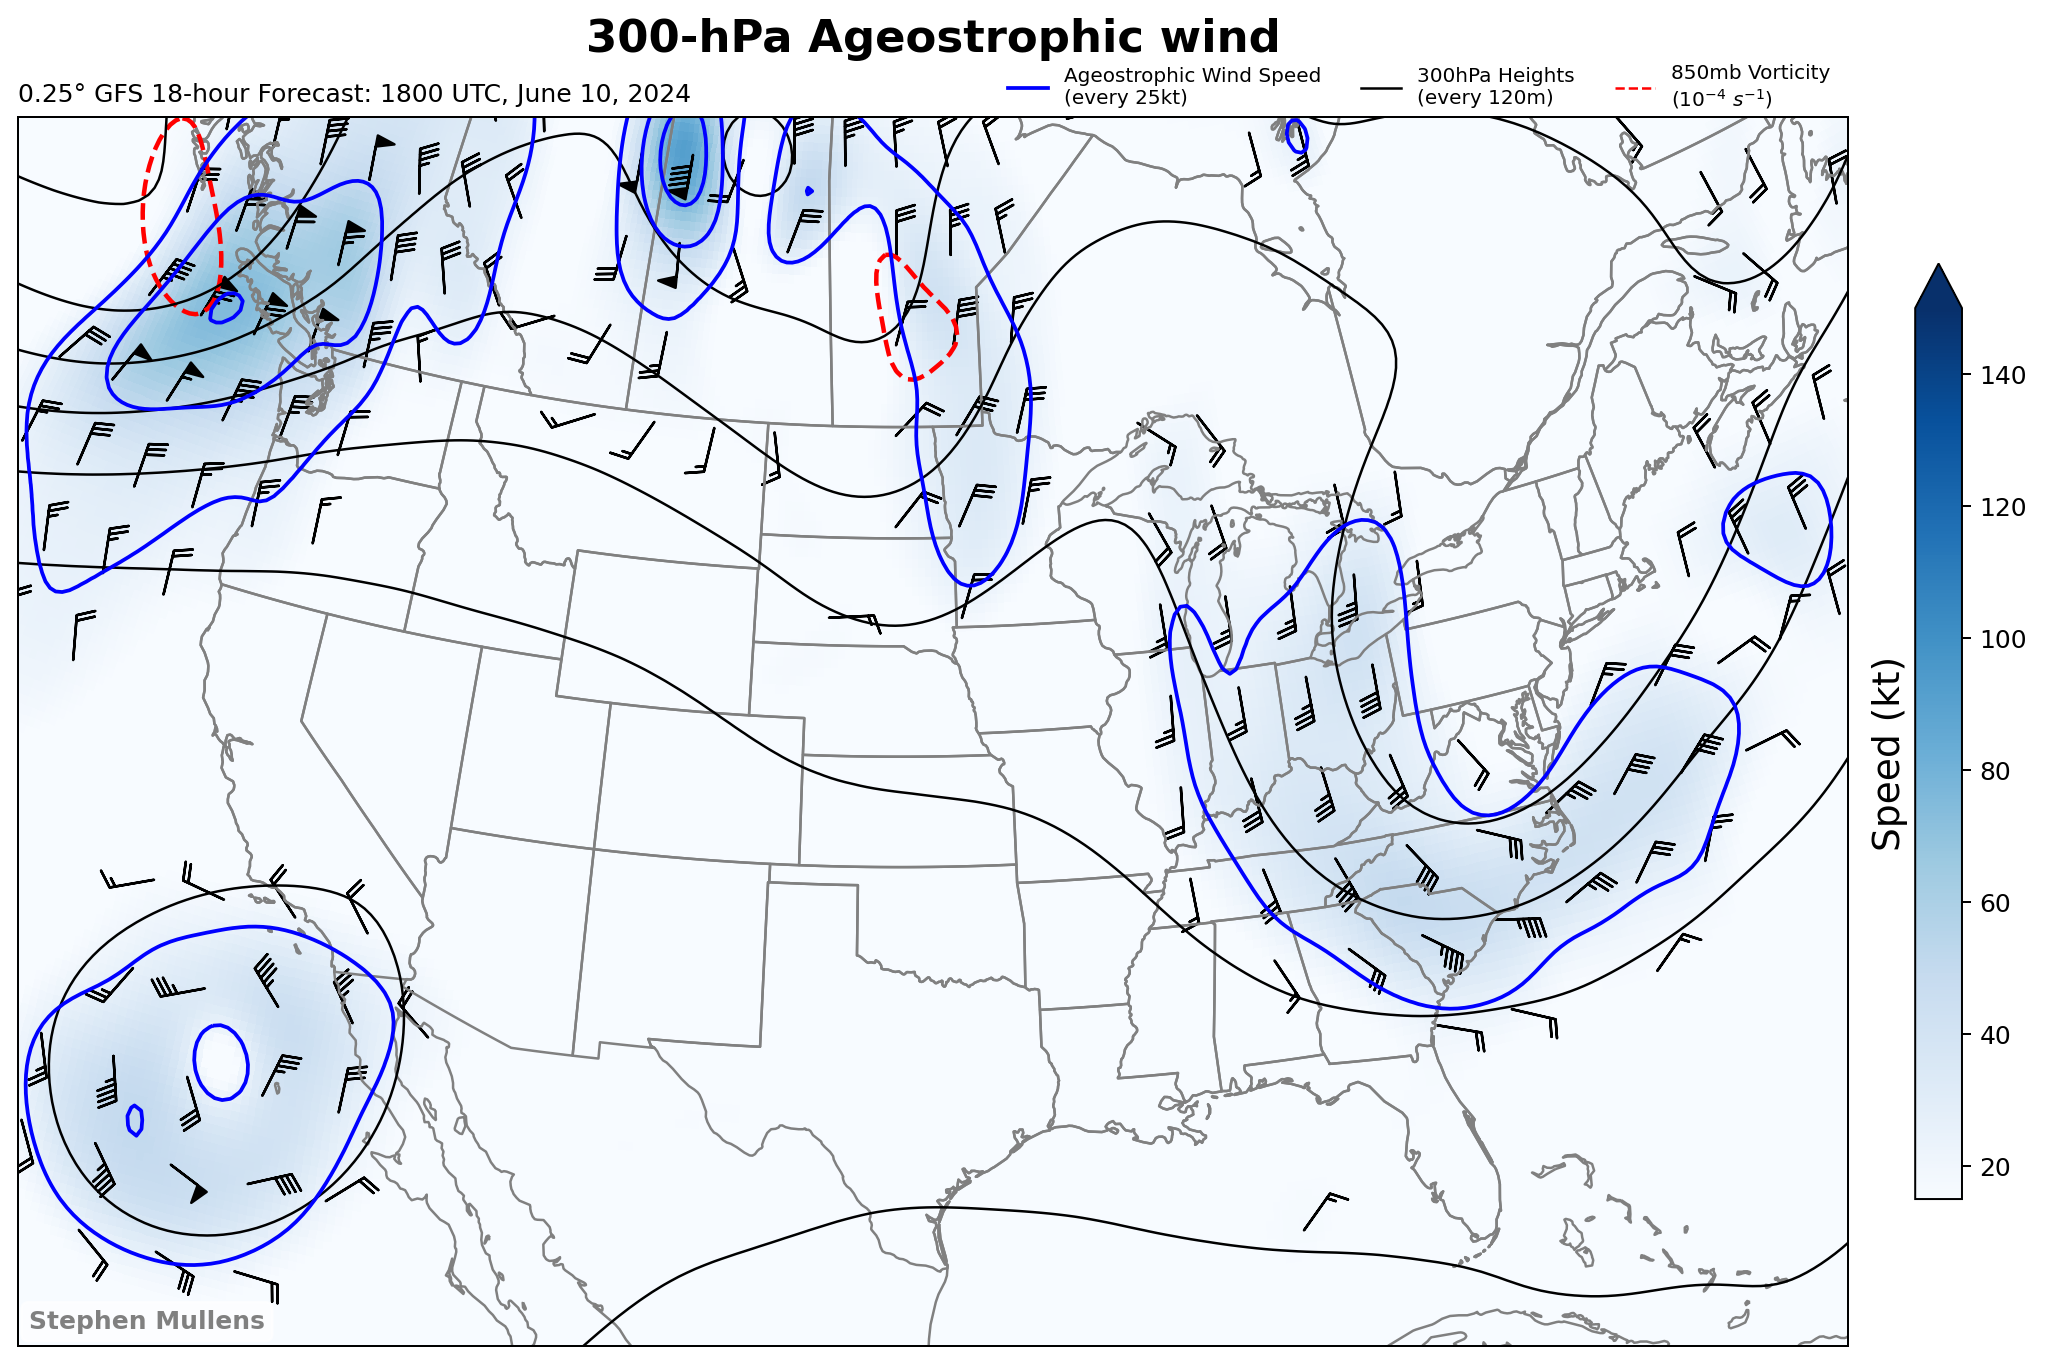 300-hPa Ageostrophic wind
0.25° GFS 18-hour Forecast: 1800 UTC, June 10, 2024
Ageostrophic Wind Speed
(every 25kt)
300hPa Heights
(every 120m)
850mb Vorticity
(10⁻⁴ s⁻¹)
140
120
100
80
60
40
20
Speed (kt)
Stephen Mullens